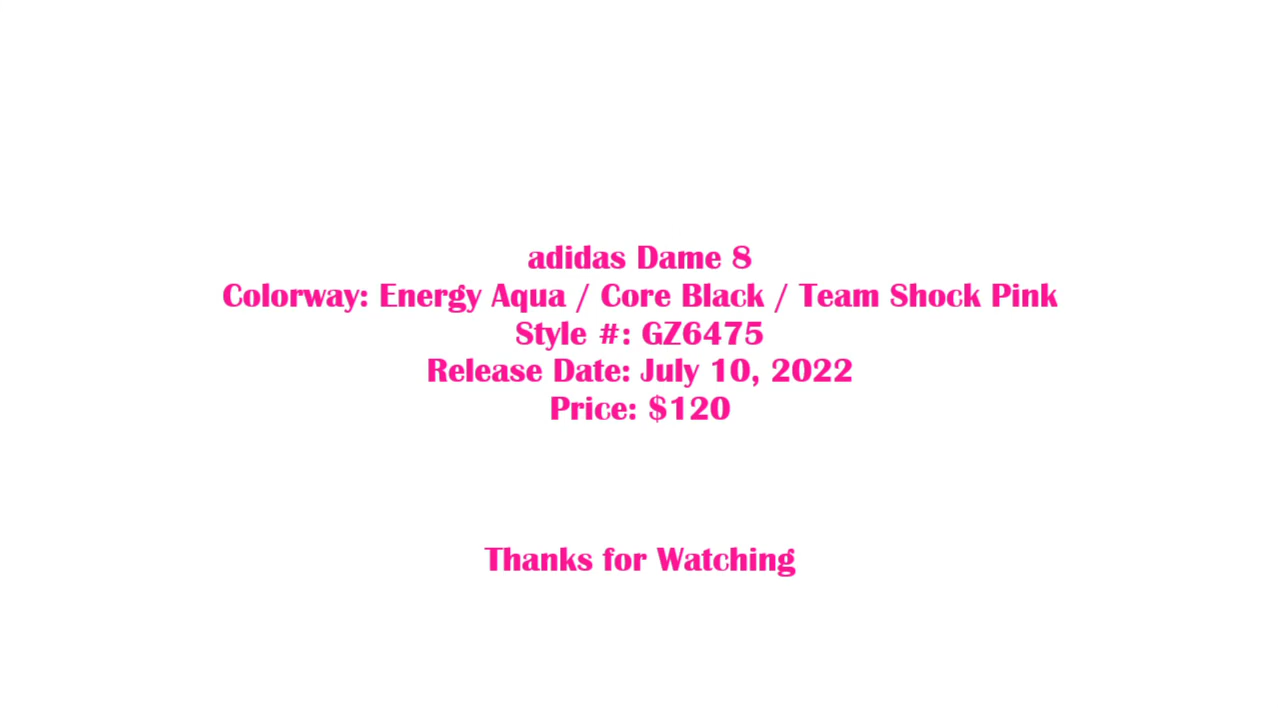 adidas Dame 8
Colorway: Energy Aqua / Core Black / Team Shock Pink
Style #: GZ6475
Release Date: July 10, 2022
Price: $120
Thanks for Watching